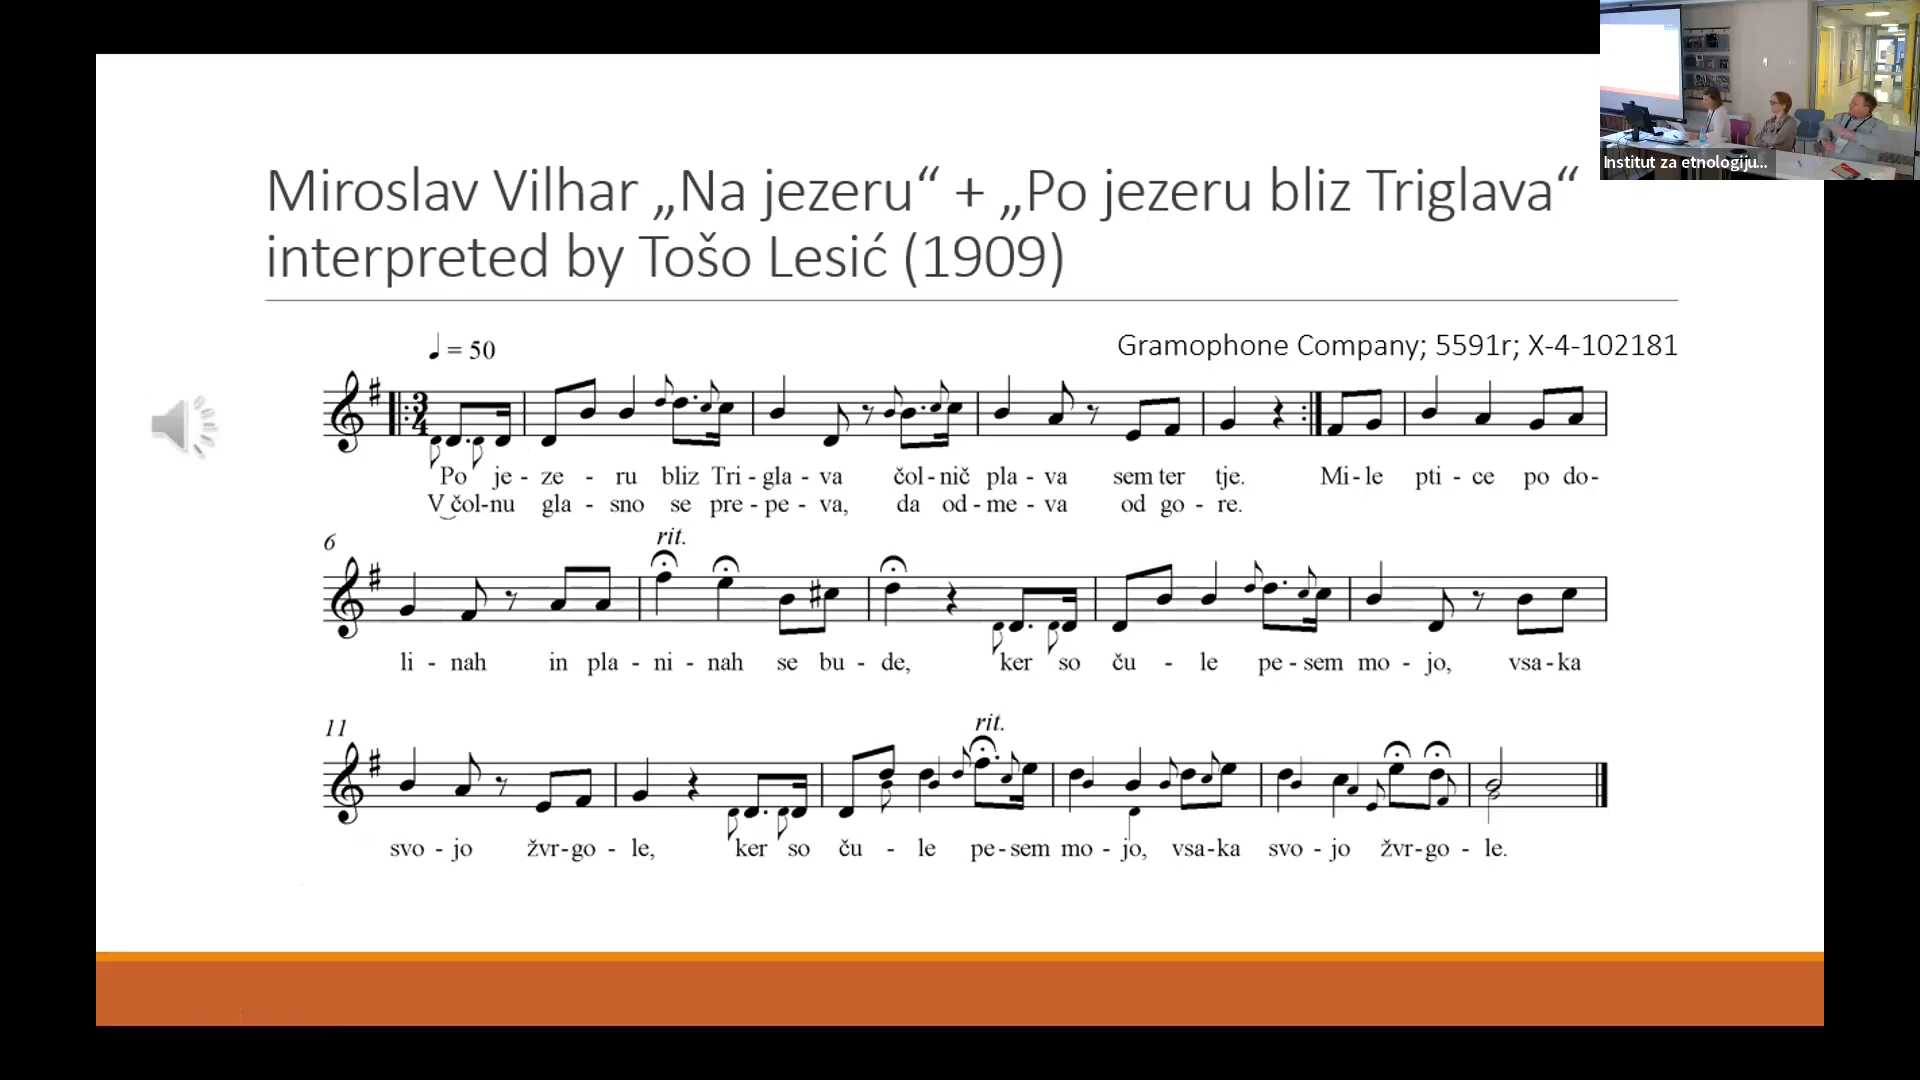 Miroslav Vilhar „Na jezeru“ + „Po jezeru bliz Triglava“
interpreted by Tošo Lesić (1909)
Institut za etnologiju...
Gramophone Company; 5591r; X-4-102181
= 50
3
4
Po je - ze - ru bliz Tri - gla - va čol - nič pla - va sem ter tje. Mi - le pti - ce po do-
V čol-nu gla - sno se pre - pe - va, da od - me - va od go - re.
6
rit.
li - nah in pla - ni - nah se bu - de, ker so ču - le pe - sem mo - jo, vsa - ka
11
rit.
svo - jo žvr-go - le, ker so ču - le pe - sem mo - jo, vsa-ka svo - jo žvr-go - le.